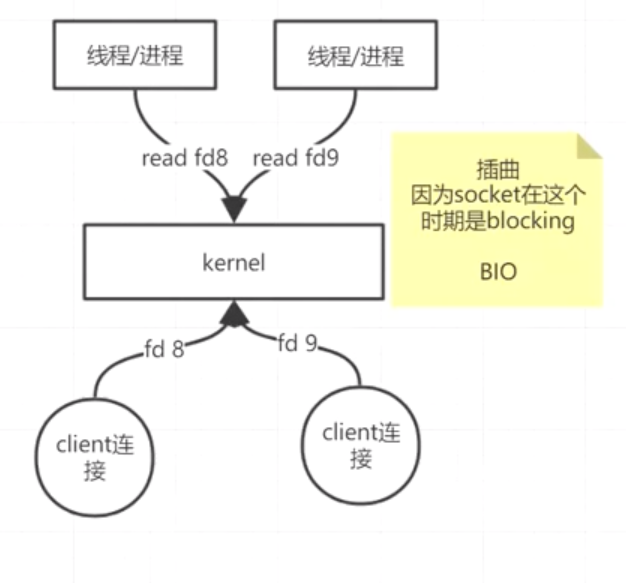 线程/进程
线程/进程
read fd8
read fd9
插曲
因为socket在这个
时期是blocking
BIO
kernel
fd 8
fd 9
client连
接
client连
接